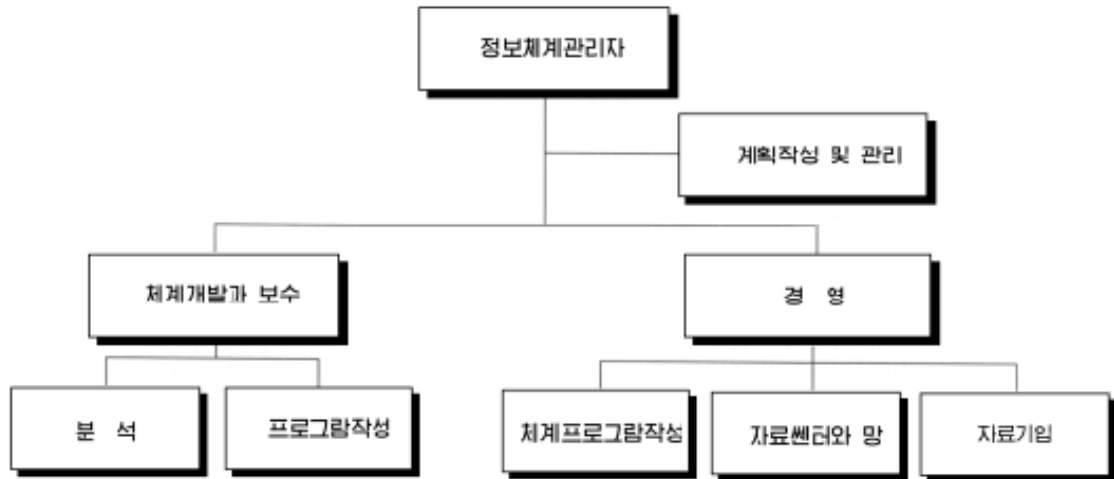 정보체계관리자
계획작성 및 관리
체계개발과 보수
경 영
분 석
프로그람작성
체계프로그람작성
자료쎈터와 망
자료기입